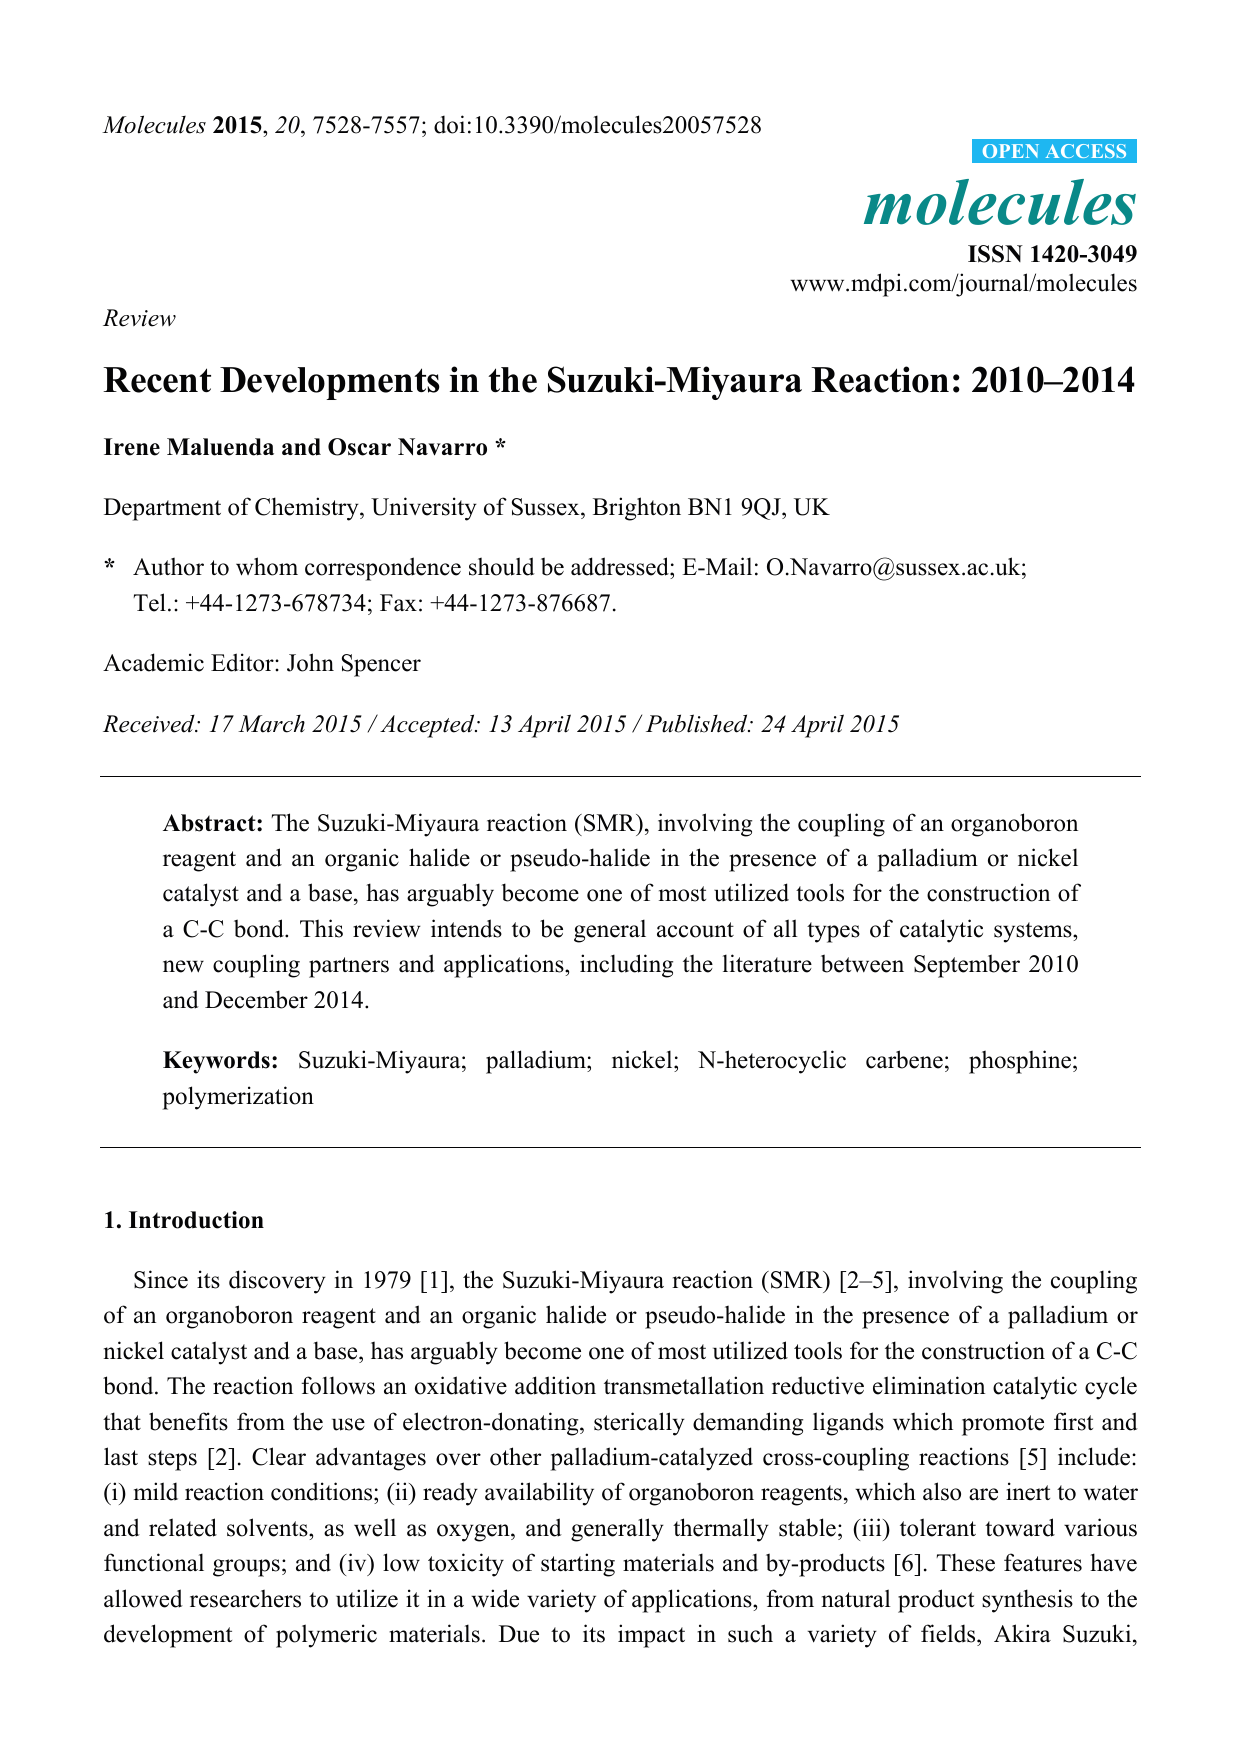 Molecules 2015, 20, 7528-7557; doi:10.3390/molecules20057528
OPEN ACCESS
molecules
ISSN 1420-3049
www.mdpi.com/journal/molecules
Review
Recent Developments in the Suzuki-Miyaura Reaction: 2010–2014
Irene Maluenda and Oscar Navarro *
Department of Chemistry, University of Sussex, Brighton BN1 9QJ, UK
* Author to whom correspondence should be addressed; E-Mail: O.Navarro@sussex.ac.uk;
Tel.: +44-1273-678734; Fax: +44-1273-876687.
Academic Editor: John Spencer
Received: 17 March 2015 / Accepted: 13 April 2015 / Published: 24 April 2015
Abstract: The Suzuki-Miyaura reaction (SMR), involving the coupling of an organoboron
reagent and an organic halide or pseudo-halide in the presence of a palladium or nickel
catalyst and a base, has arguably become one of most utilized tools for the construction of
a C-C bond. This review intends to be general account of all types of catalytic systems,
new coupling partners and applications, including the literature between September 2010
and December 2014.
Keywords: Suzuki-Miyaura; palladium; nickel; N-heterocyclic carbene; phosphine;
polymerization
1. Introduction
Since its discovery in 1979 [1], the Suzuki-Miyaura reaction (SMR) [2–5], involving the coupling
of an organoboron reagent and an organic halide or pseudo-halide in the presence of a palladium or
nickel catalyst and a base, has arguably become one of most utilized tools for the construction of a C-C
bond. The reaction follows an oxidative addition transmetallation reductive elimination catalytic cycle
that benefits from the use of electron-donating, sterically demanding ligands which promote first and
last steps [2]. Clear advantages over other palladium-catalyzed cross-coupling reactions [5] include:
(i) mild reaction conditions; (ii) ready availability of organoboron reagents, which also are inert to water
and related solvents, as well as oxygen, and generally thermally stable; (iii) tolerant toward various
functional groups; and (iv) low toxicity of starting materials and by-products [6]. These features have
allowed researchers to utilize it in a wide variety of applications, from natural product synthesis to the
development of polymeric materials. Due to its impact in such a variety of fields, Akira Suzuki,